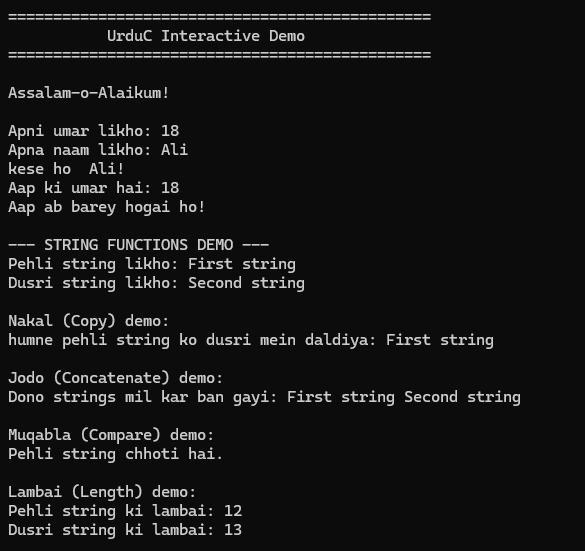 ===============================================
UrduC Interactive Demo
===============================================
Assalam-o-Alaikum!
Apni umar likho: 18
Apna naam likho: Ali
kese ho  Ali!
Aap ki umar hai: 18
Aap ab barey hogai ho!
--- STRING FUNCTIONS DEMO ---
Pehli string likho: First string
Dusri string likho: Second string
Nakal (Copy) demo:
humne pehli string ko dusri mein daldiya: First string
Jodo (Concatenate) demo:
Dono strings mil kar ban gayi: First string Second string
Muqabla (Compare) demo:
Pehli string chhoti hai.
Lambai (Length) demo:
Pehli string ki lambai: 12
Dusri string ki lambai: 13